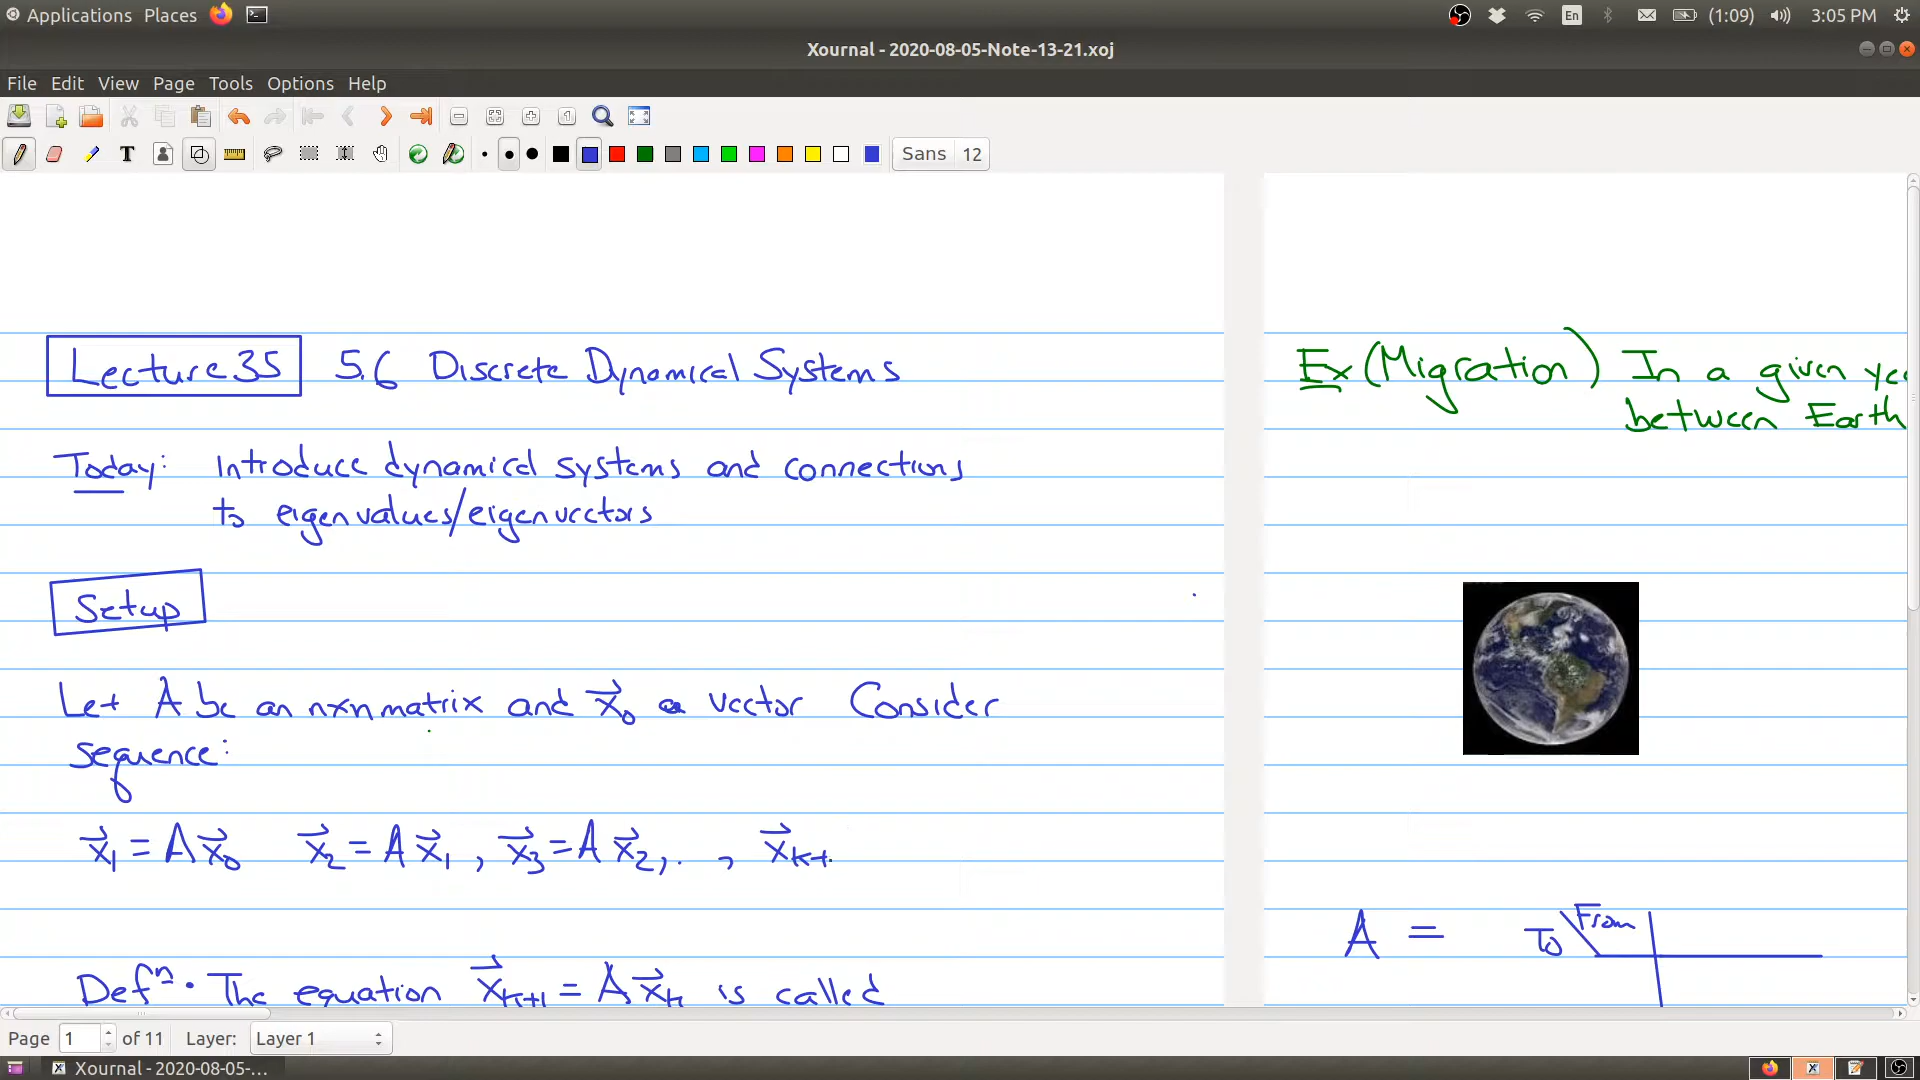 Applications Places En (1:09) 3:05 PM
Xournal - 2020-08-05-Note-13-21.xoj
File Edit View Page Tools Options Help
T Sans 12
Lecture 35 5.6 Discrete Dynamical Systems
Today: Introduce dynamical systems and connections
to eigenvalues/eigenvectors
Setup
Let A be an nxn matrix and x⃗₀ a vector Consider
sequence:
x⃗₁ = A x⃗₀ x⃗₂ = A x⃗₁ , x⃗₃ = A x⃗₂, . , x⃗ₖ₊
Defⁿ • The equation x⃗ₖ₊₁ = A x⃗ₖ is called
Ex (Migration) In a given ye
between Earth
A = To From
Page 1 of 11 Layer: Layer 1
Xournal - 2020-08-05-...